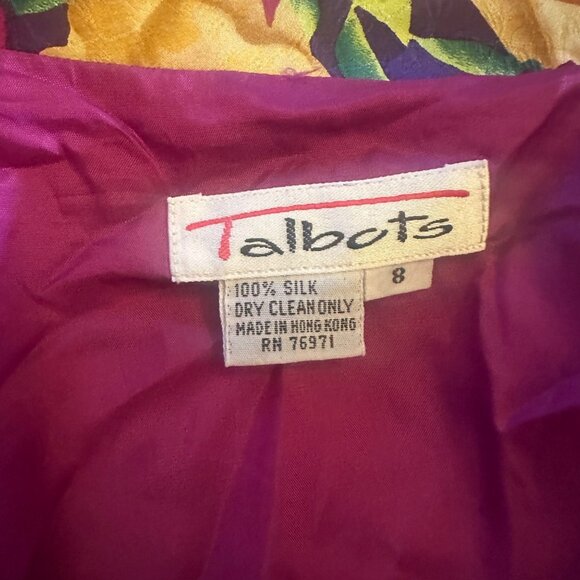 Talbots
8
100% SILK
DRY CLEAN ONLY
MADE IN HONG KONG
RN 76971